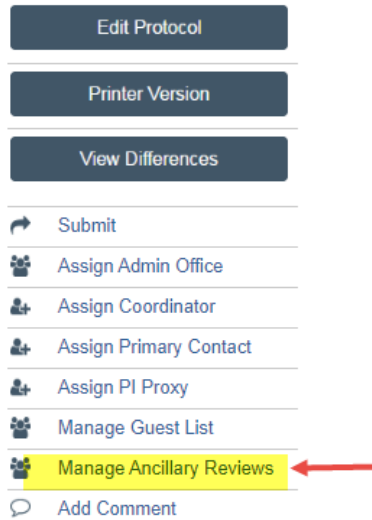 Edit Protocol
Printer Version
View Differences
Submit
Assign Admin Office
Assign Coordinator
Assign Primary Contact
Assign PI Proxy
Manage Guest List
Manage Ancillary Reviews
Add Comment